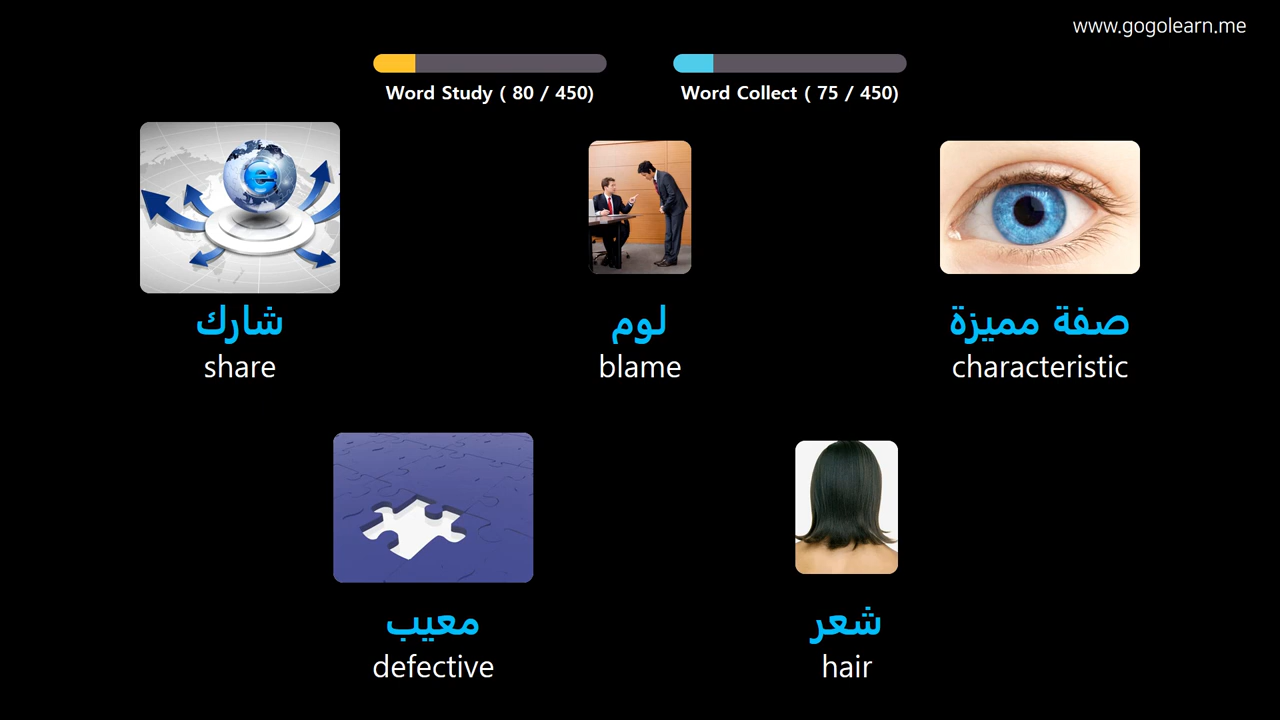 www.gogolearn.me
Word Study ( 80 / 450)
Word Collect ( 75 / 450)
e
شارك
share
لوم
blame
صفة مميزة
characteristic
معيب
defective
شعر
hair